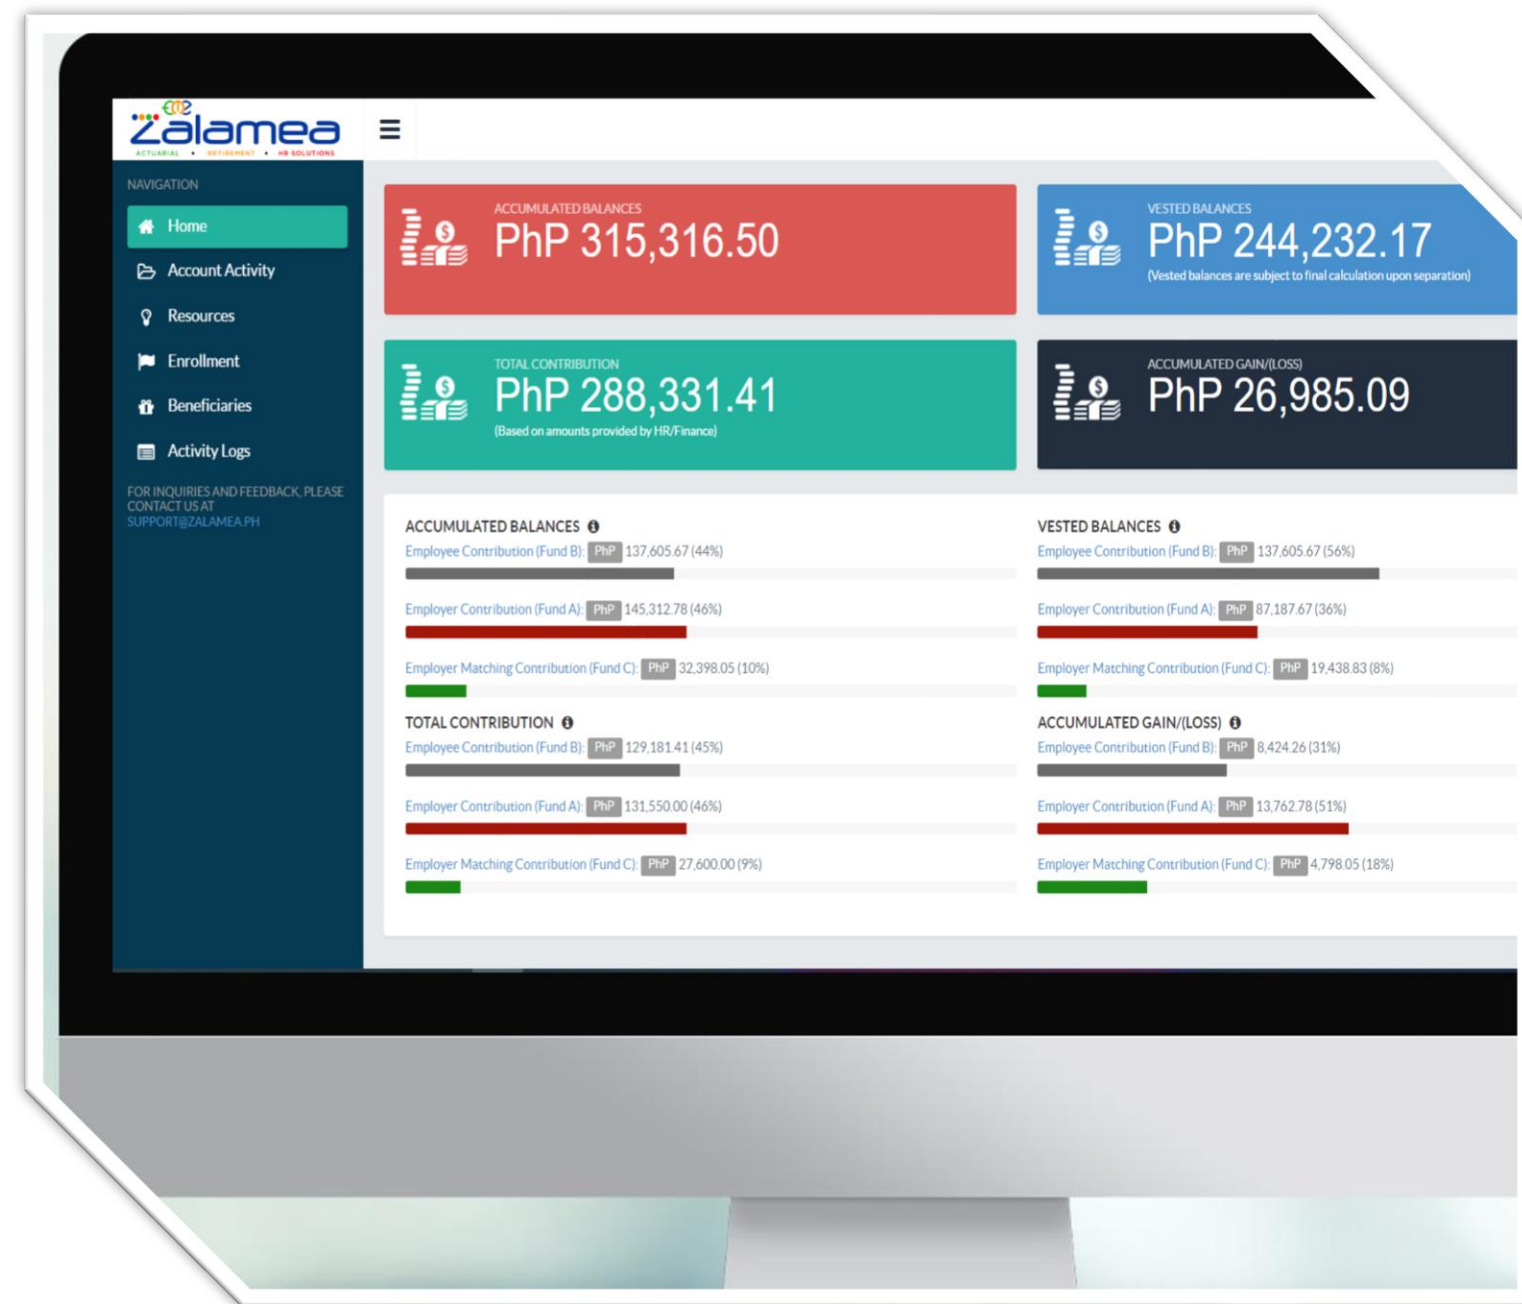 Zalamea
ACTUARIAL • RETIREMENT • HR SOLUTIONS
NAVIGATION
Home
Account Activity
Resources
Enrollment
Beneficiaries
Activity Logs
FOR INQUIRIES AND FEEDBACK, PLEASE
CONTACT US AT
SUPPORT@ZALAMEA.PH
ACCUMULATED BALANCES
PhP 315,316.50
VESTED BALANCES
PhP 244,232.17
(Vested balances are subject to final calculation upon separation)
TOTAL CONTRIBUTION
PhP 288,331.41
(Based on amounts provided by HR/Finance)
ACCUMULATED GAIN/(LOSS)
PhP 26,985.09
ACCUMULATED BALANCES
Employee Contribution (Fund B): PhP 137,605.67 (44%)
Employer Contribution (Fund A): PhP 145,312.78 (46%)
Employer Matching Contribution (Fund C): PhP 32,398.05 (10%)
VESTED BALANCES
Employee Contribution (Fund B): PhP 137,605.67 (56%)
Employer Contribution (Fund A): PhP 87,187.67 (36%)
Employer Matching Contribution (Fund C): PhP 19,438.83 (8%)
TOTAL CONTRIBUTION
Employee Contribution (Fund B): PhP 129,181.41 (45%)
Employer Contribution (Fund A): PhP 131,550.00 (46%)
Employer Matching Contribution (Fund C): PhP 27,600.00 (9%)
ACCUMULATED GAIN/(LOSS)
Employee Contribution (Fund B): PhP 8,424.26 (31%)
Employer Contribution (Fund A): PhP 13,762.78 (51%)
Employer Matching Contribution (Fund C): PhP 4,798.05 (18%)